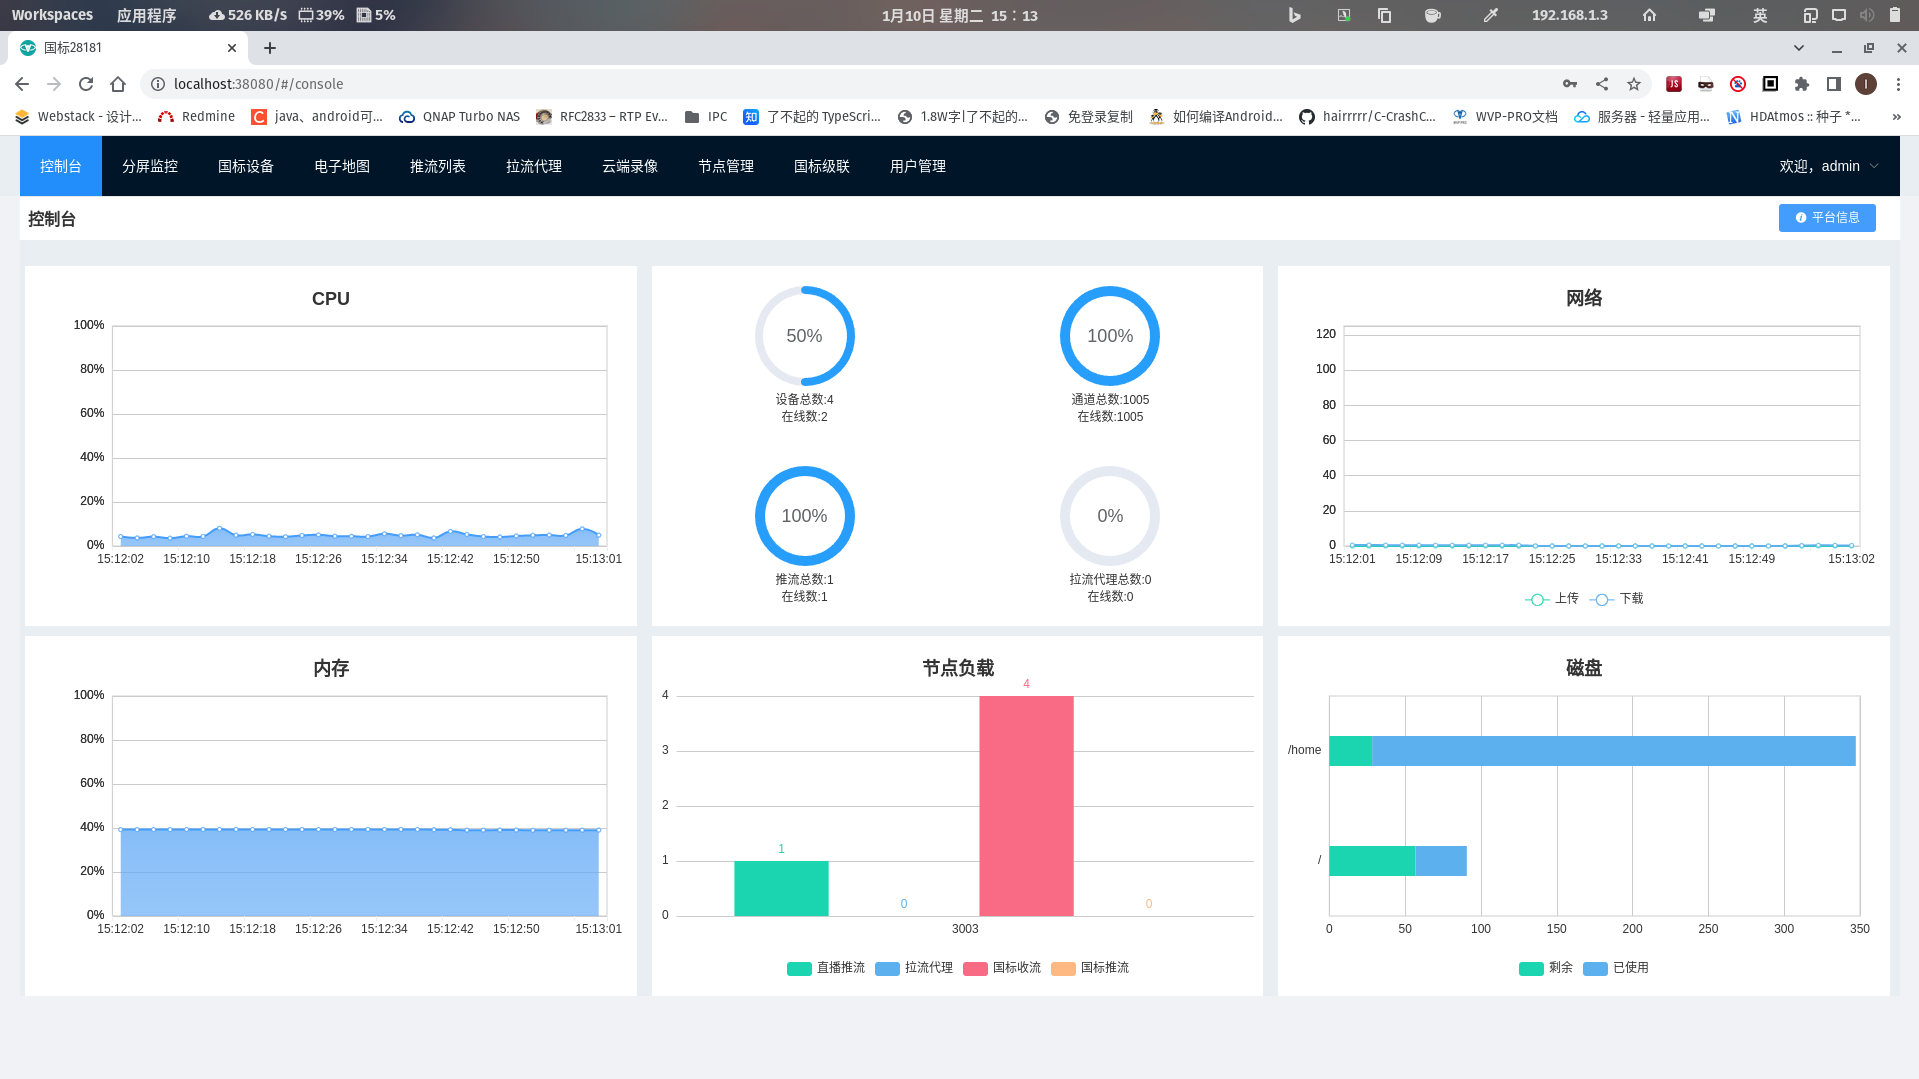 Workspaces 应用程序 526 KB/s 39% 5% 1月10日 星期二 15：13 192.168.1.3 英
国标28181
localhost:38080/#/console
Webstack - 设计... Redmine java、android可... QNAP Turbo NAS RFC2833 – RTP Ev... IPC 了不起的 TypeScri... 1.8W字|了不起的... 免登录复制 如何编译Android... hairrrrr/C-CrashC... WVP-PRO文档 服务器 - 轻量应用... HDAtmos :: 种子 *... »
控制台 分屏监控 国标设备 电子地图 推流列表 拉流代理 云端录像 节点管理 国标级联 用户管理 欢迎，admin
控制台 平台信息
CPU
100%
80%
60%
40%
20%
0%
15:12:02 15:12:10 15:12:18 15:12:26 15:12:34 15:12:42 15:12:50 15:13:01
50%
设备总数:4
在线数:2
100%
通道总数:1005
在线数:1005
100%
推流总数:1
在线数:1
0%
拉流代理总数:0
在线数:0
网络
120
100
80
60
40
20
0
15:12:01 15:12:09 15:12:17 15:12:25 15:12:33 15:12:41 15:12:49 15:13:02
上传 下载
内存
100%
80%
60%
40%
20%
0%
15:12:02 15:12:10 15:12:18 15:12:26 15:12:34 15:12:42 15:12:50 15:13:01
节点负载
4
4
3
2
1
0
1
0
0
3003
直播推流 拉流代理 国标收流 国标推流
磁盘
/home
/
0 50 100 150 200 250 300 350
剩余 已使用